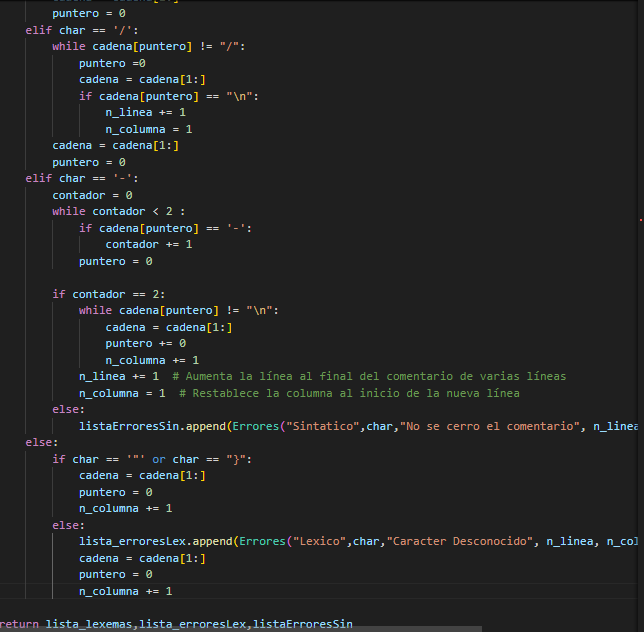 puntero = 0
elif char == '/':
while cadena[puntero] != "/":
puntero =0
cadena = cadena[1:]
if cadena[puntero] == "\n":
n_linea += 1
n_columna = 1
cadena = cadena[1:]
puntero = 0
elif char == '-':
contador = 0
while contador < 2 :
if cadena[puntero] == '-':
contador += 1
puntero = 0
if contador == 2:
while cadena[puntero] != "\n":
cadena = cadena[1:]
puntero += 0
n_columna += 1
n_linea += 1  # Aumenta la línea al final del comentario de varias líneas
n_columna = 1  # Restablece la columna al inicio de la nueva línea
else:
listaErroresSin.append(Errores("Sintatico",char,"No se cerro el comentario", n_linea
else:
if char == '"' or char == "}":
cadena = cadena[1:]
puntero = 0
n_columna += 1
else:
lista_erroresLex.append(Errores("Lexico",char,"Caracter Desconocido", n_linea, n_col
cadena = cadena[1:]
puntero = 0
n_columna += 1
return lista_lexemas,lista_erroresLex,listaErroresSin